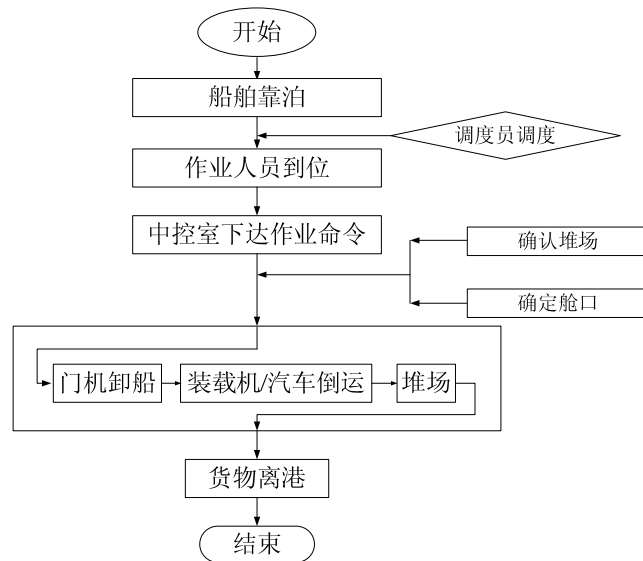 开始
船舶靠泊
调度员调度
作业人员到位
中控室下达作业命令
确认堆场
确定舱口
门机卸船
装载机/汽车倒运
堆场
货物离港
结束